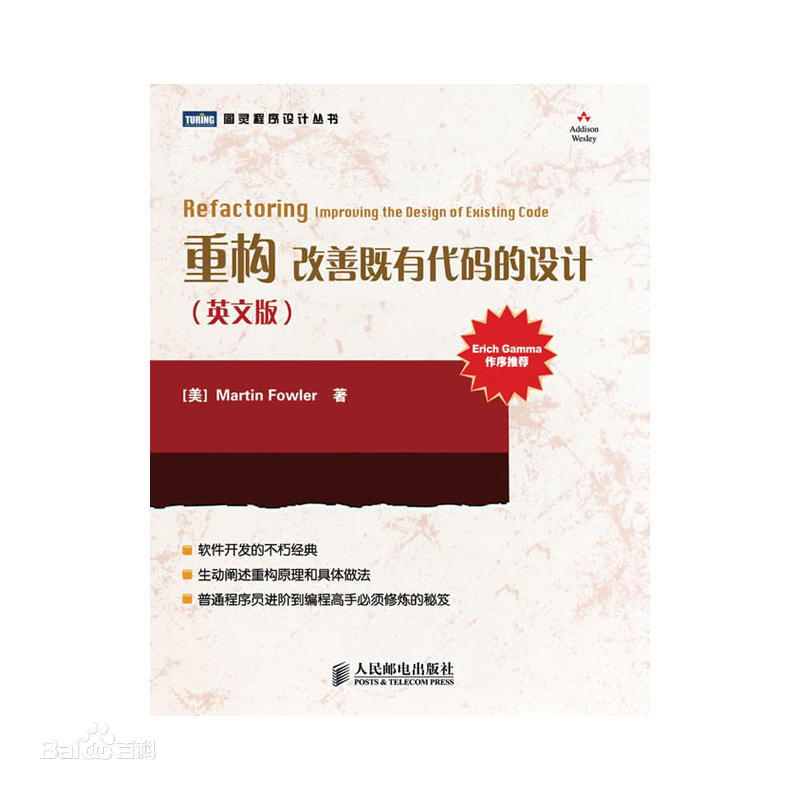 TURING 图灵程序设计丛书
Addison
Wesley
Refactoring Improving the Design of Existing Code
重构 改善既有代码的设计
（英文版）
Erich Gamma
作序推荐
[美] Martin Fowler 著
软件开发的不朽经典
生动阐述重构原理和具体做法
普通程序员进阶到编程高手必须修炼的秘笈
人民邮电出版社
POSTS & TELECOM PRESS
Bai百科